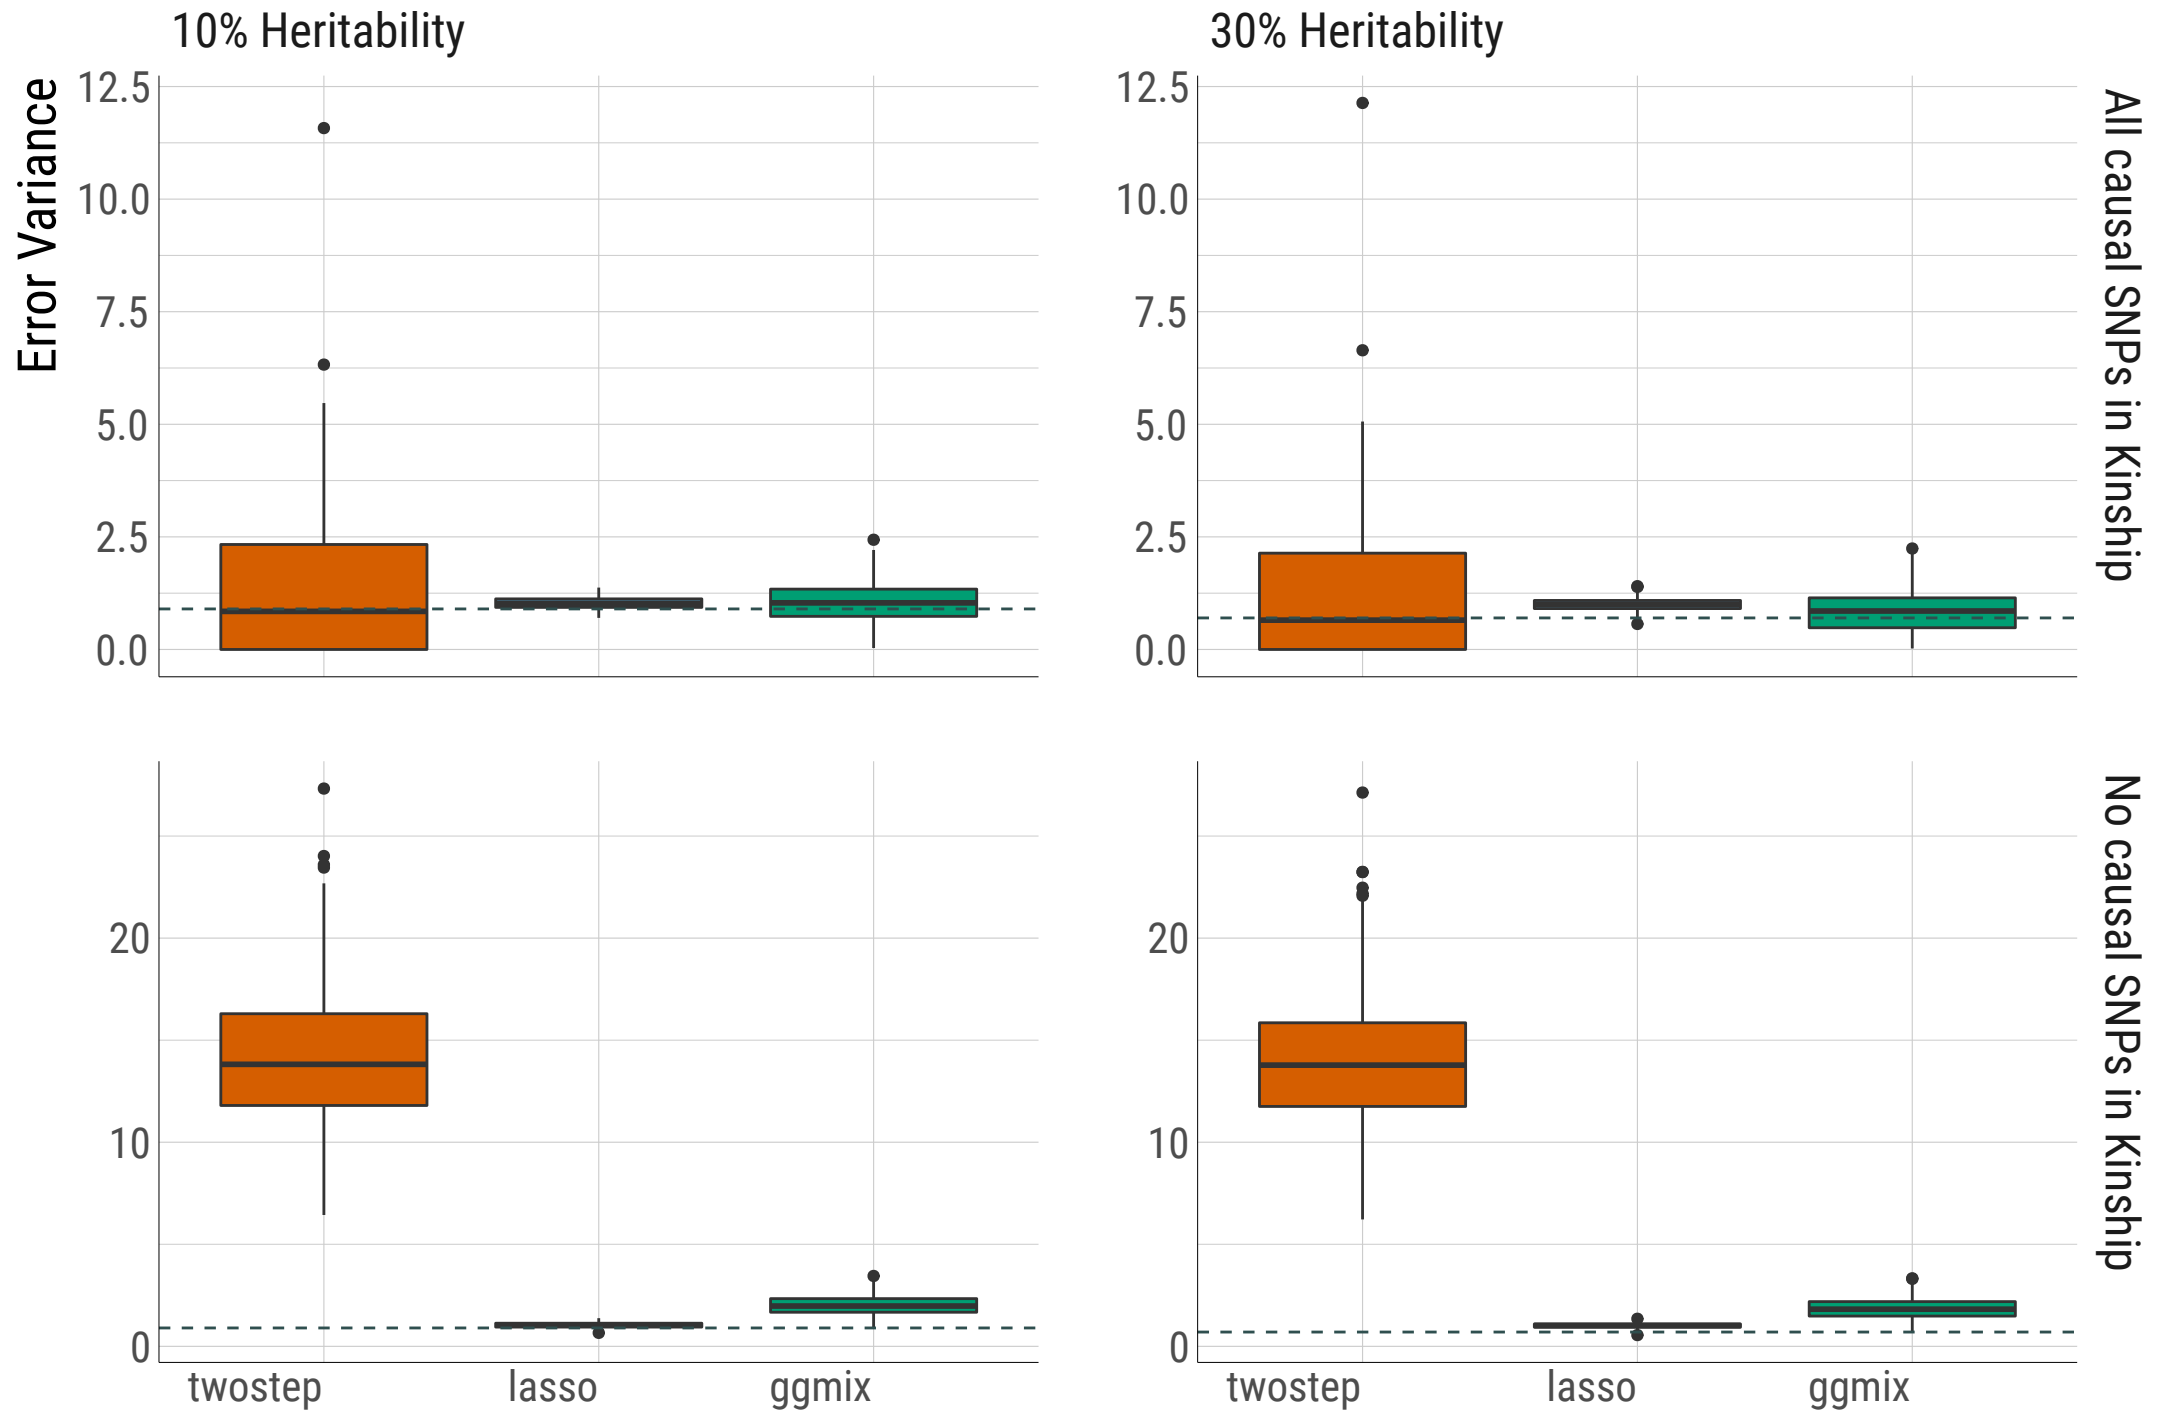 10% Heritability
30% Heritability
Error Variance
12.5
10.0
7.5
5.0
2.5
0.0
12.5
10.0
7.5
5.0
2.5
0.0
All causal SNPs in Kinship
20
10
0
20
10
0
No causal SNPs in Kinship
twostep
lasso
ggmix
twostep
lasso
ggmix